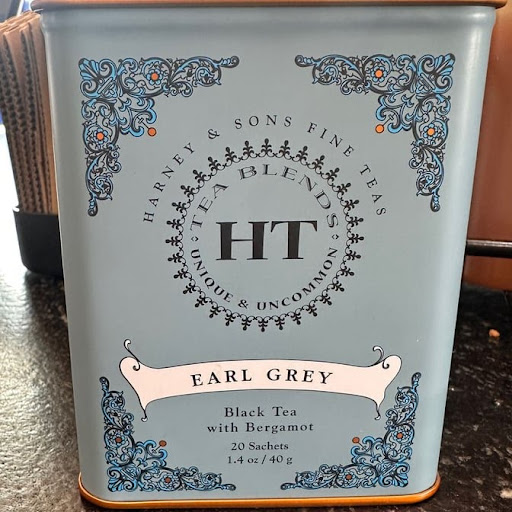 HARNEY & SONS FINE TEAS
TEA BLENDS
HT
UNIQUE & UNCOMMON
EARL GREY
Black Tea
with Bergamot
20 Sachets
1.4 oz / 40 g